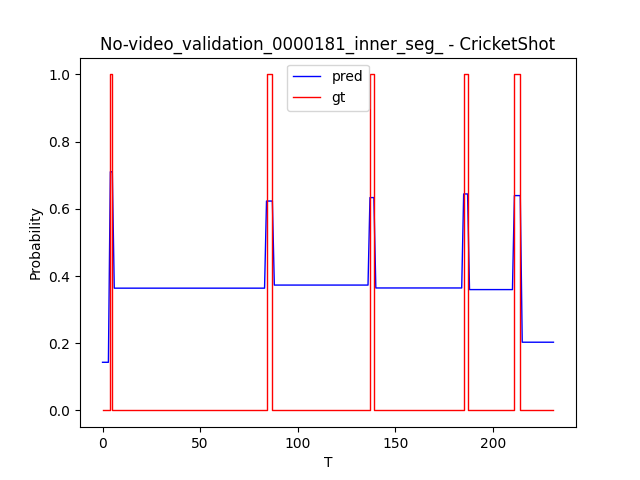 No-video_validation_0000181_inner_seg_ - CricketShot
pred
gt
1.0
0.8
0.6
0.4
0.2
0.0
Probability
0
50
100
150
200
T